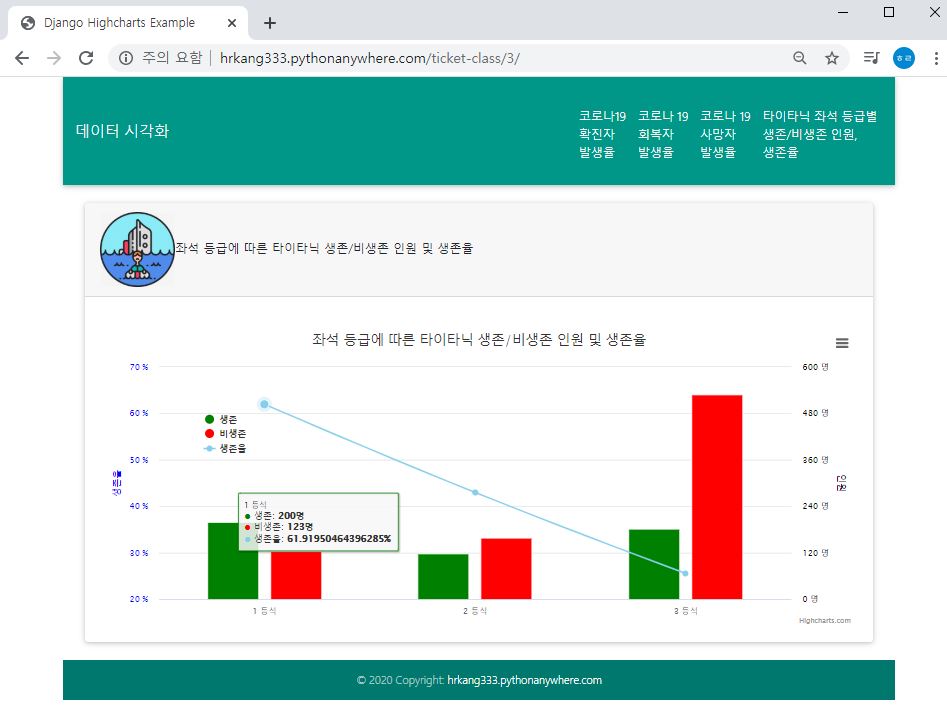 Django Highcharts Example
주의 요함 | hrkang333.pythonanywhere.com/ticket-class/3/
ㅎㄹ
데이터 시각화
코로나19
확진자
발생율
코로나 19
회복자
발생율
코로나 19
사망자
발생율
타이타닉 좌석 등급별
생존/비생존 인원,
생존율
좌석 등급에 따른 타이타닉 생존/비생존 인원 및 생존율
좌석 등급에 따른 타이타닉 생존/비생존 인원 및 생존율
70 %
60 %
50 %
40 %
30 %
20 %
생존율
생존
비생존
생존율
1 등석
생존: 200명
비생존: 123명
생존율: 61.91950464396285%
600 명
480 명
360 명
240 명
120 명
0 명
인원
1 등석
2 등석
3 등석
Highcharts.com
© 2020 Copyright: hrkang333.pythonanywhere.com